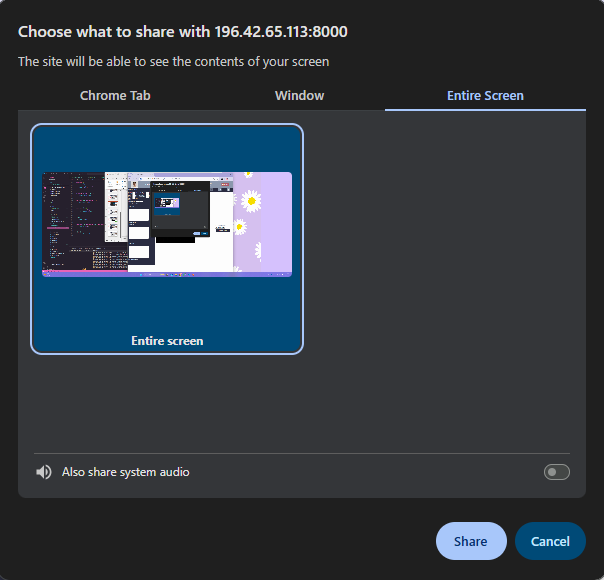 Choose what to share with 196.42.65.113:8000
The site will be able to see the contents of your screen
Chrome Tab
Window
Entire Screen
Entire screen
Also share system audio
Share
Cancel